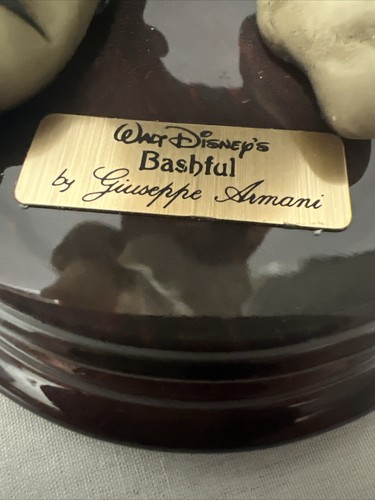 Walt Disney's
Bashful
by Giuseppe Armani